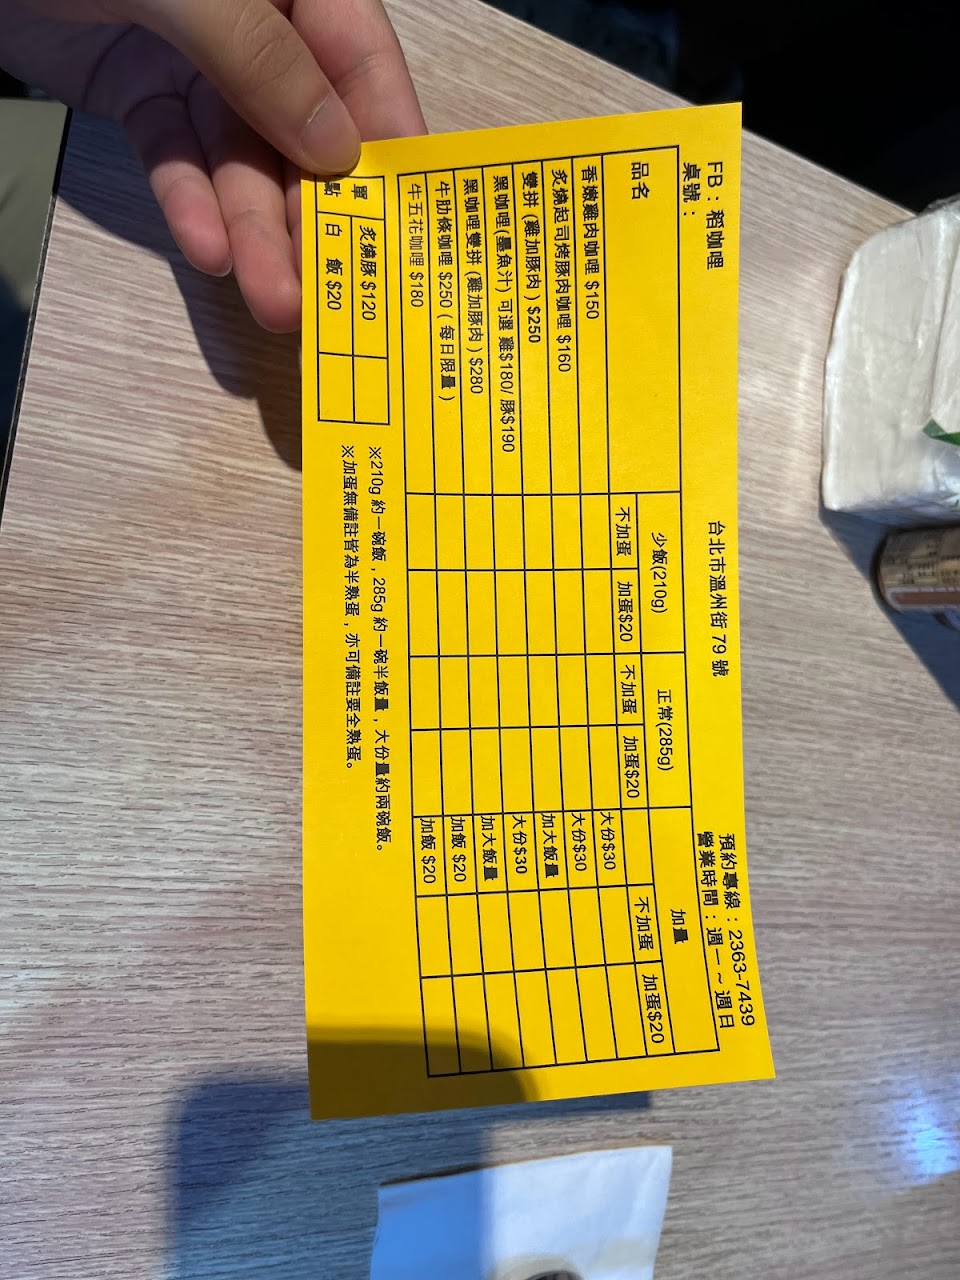 FB：稻咖哩 台北市溫州街 79 號 預約專線：2363-7439
桌號： 營業時間：週一~週日
品名 少飯(210g) 正常(285g) 加量
不加蛋 加蛋$20 不加蛋 加蛋$20 不加蛋 加蛋$20
香嫩雞肉咖哩 $150 大份$30
炙燒起司烤豚肉咖哩 $160 大份$30
雙拼 (雞加豚肉 ) $250 加大飯量
黑咖哩(墨魚汁) 可選 雞$180/ 豚$190 大份$30
黑咖哩雙拼 (雞加豚肉 ) $280 加大飯量
牛肋條咖哩 $250 ( 每日限量 ) 加飯 $20
牛五花咖哩 $180 加飯 $20
單點
炙燒豚 $120
白 飯 $20
※210g 約一碗飯，285g 約一碗半飯量，大份量約兩碗飯。
※加蛋無備註皆為半熟蛋，亦可備註要全熟蛋。